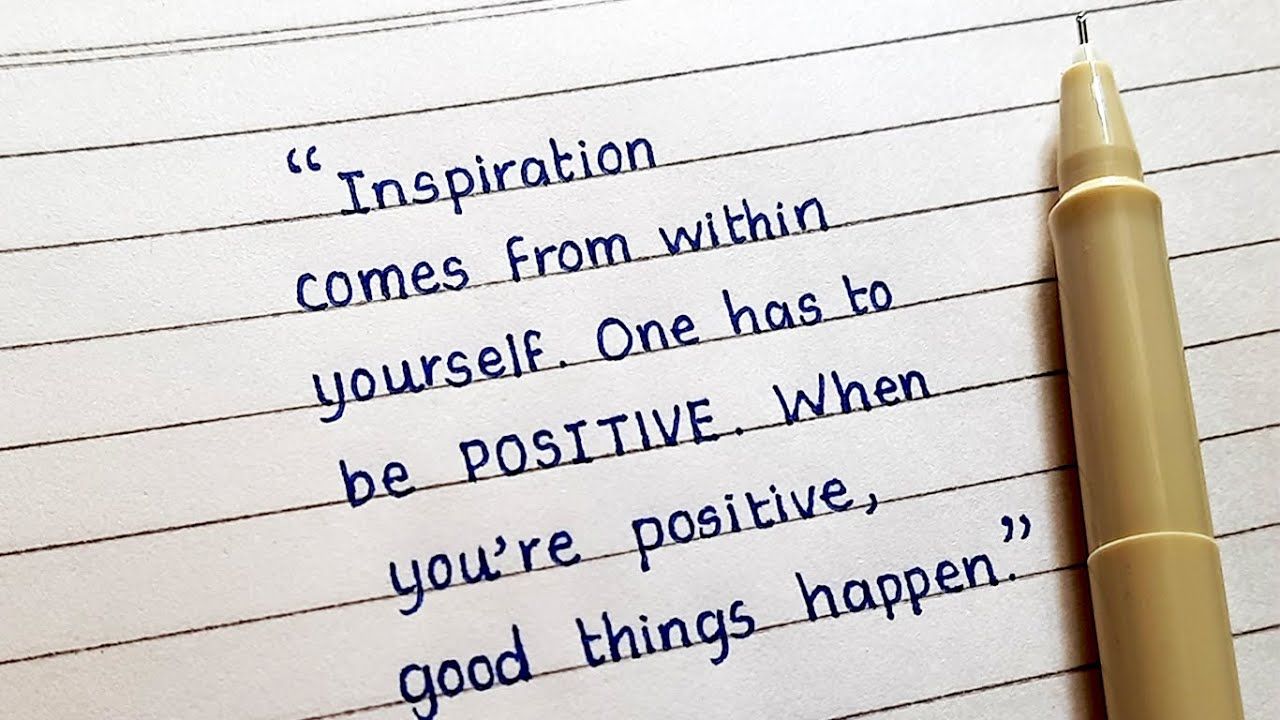 “Inspiration
comes from within
yourself. One has to
be POSITIVE. When
you’re positive,
good things happen.”